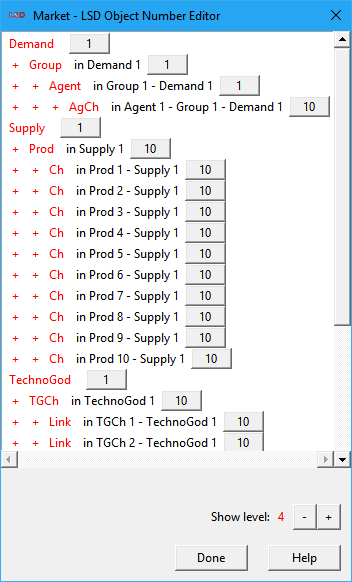 LSD Market - LSD Object Number Editor
Demand 1
+ Group in Demand 1 1
+ + Agent in Group 1 - Demand 1 1
+ + + AgCh in Agent 1 - Group 1 - Demand 1 10
Supply 1
+ Prod in Supply 1 10
+ + Ch in Prod 1 - Supply 1 10
+ + Ch in Prod 2 - Supply 1 10
+ + Ch in Prod 3 - Supply 1 10
+ + Ch in Prod 4 - Supply 1 10
+ + Ch in Prod 5 - Supply 1 10
+ + Ch in Prod 6 - Supply 1 10
+ + Ch in Prod 7 - Supply 1 10
+ + Ch in Prod 8 - Supply 1 10
+ + Ch in Prod 9 - Supply 1 10
+ + Ch in Prod 10 - Supply 1 10
TechnoGod 1
+ TGCh in TechnoGod 1 10
+ + Link in TGCh 1 - TechnoGod 1 10
+ + Link in TGCh 2 - TechnoGod 1 10
Show level: 4 - +
Done Help